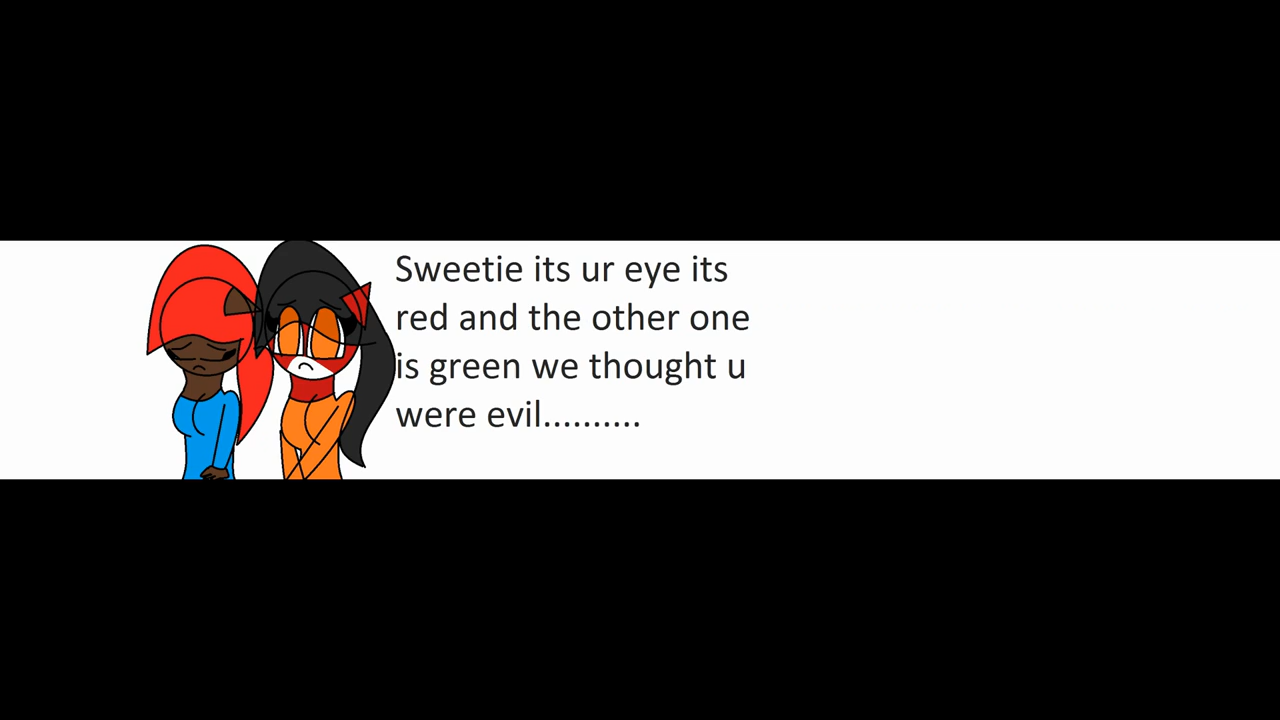 Sweetie its ur eye its
red and the other one
is green we thought u
were evil..........